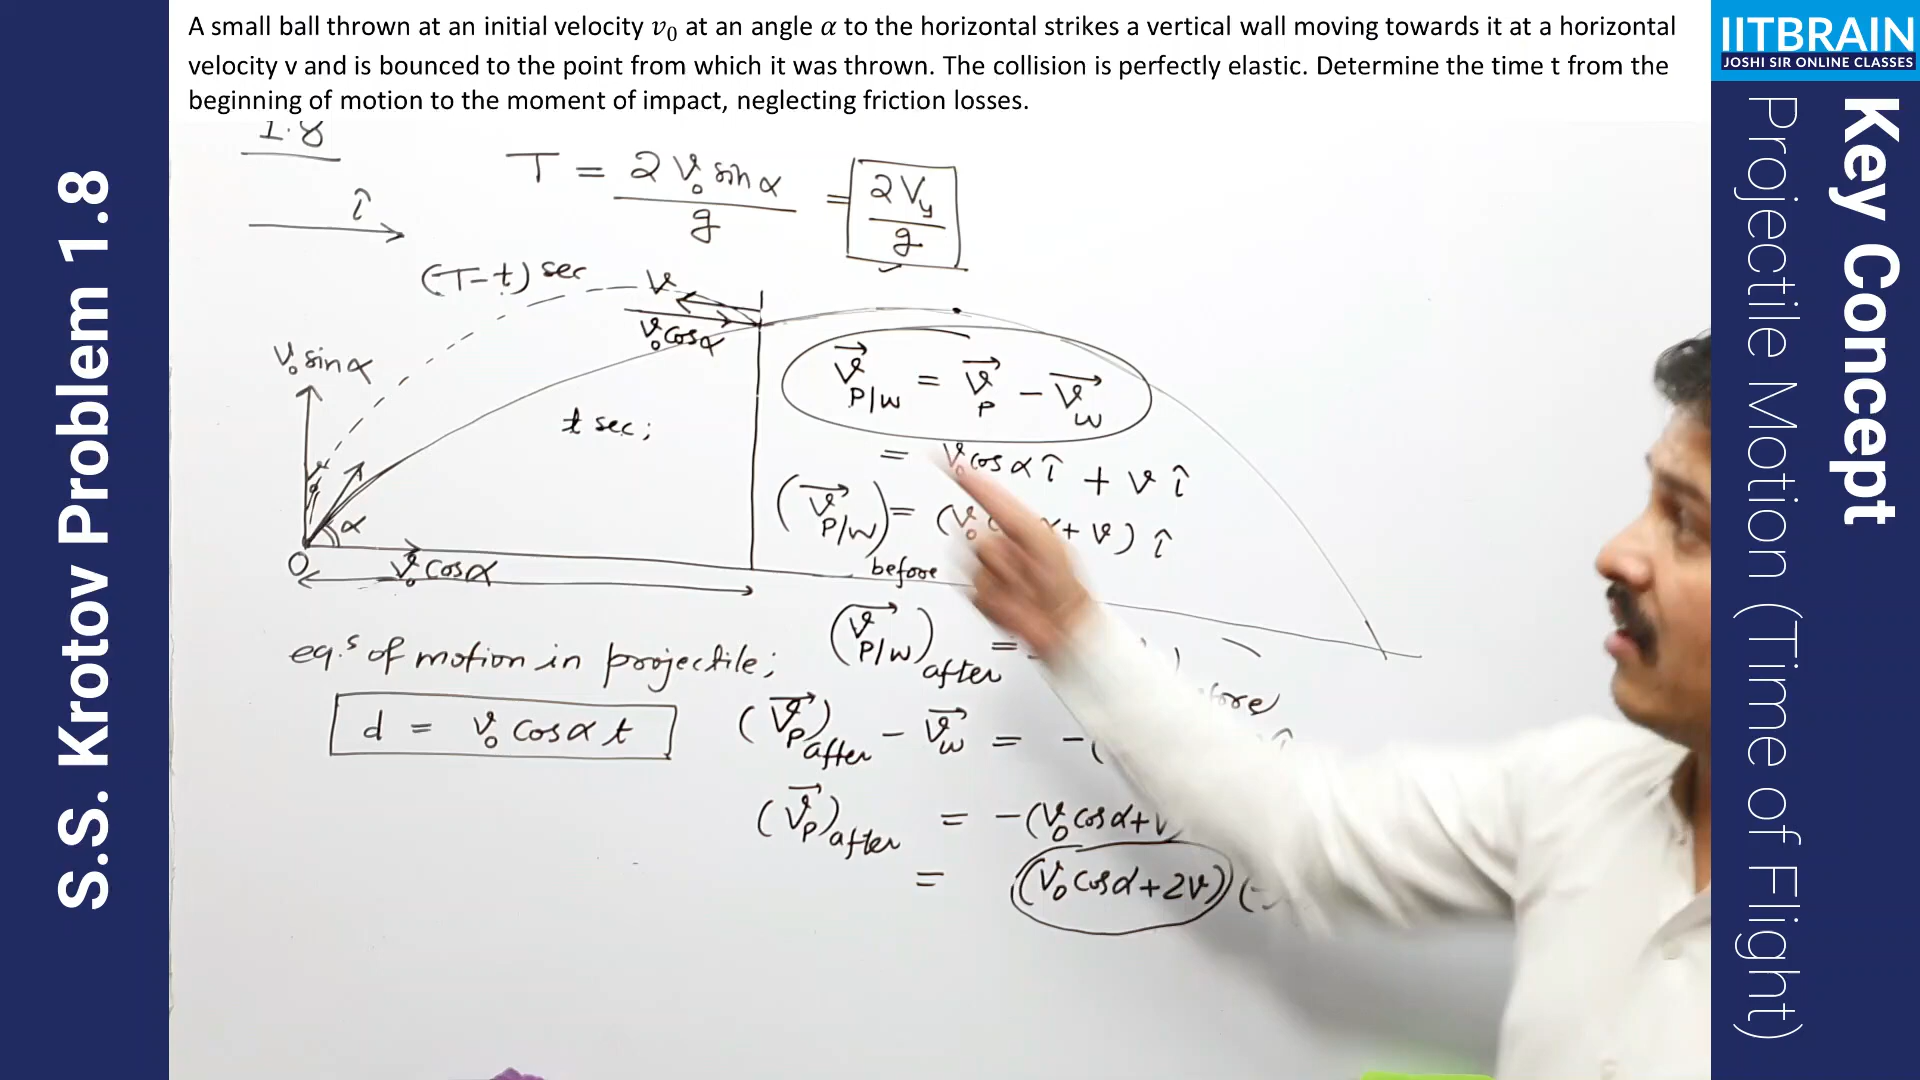 A small ball thrown at an initial velocity v₀ at an angle α to the horizontal strikes a vertical wall moving towards it at a horizontal
velocity v and is bounced to the point from which it was thrown. The collision is perfectly elastic. Determine the time t from the
beginning of motion to the moment of impact, neglecting friction losses.
IITBRAIN
JOSHI SIR ONLINE CLASSES
S.S. Krotov Problem 1.8
Key Concept
Projectile Motion (Time of Flight)
1.8
î
T = 2 v₀ sin α / g = 2 Vy / g
(T-t) sec
v
v₀ cos α
v₀ sin α
t sec;
α
O
v₀ cos α
v⃗ P/W = v⃗ P − v⃗ W
= v₀ cos α î + v î
(v⃗ P/W) before = (v₀ + v) î
(v⃗ P/W) after =
eq.s of motion in projectile;
d = v₀ cos α t
(v⃗ P) after − v⃗ W = -(
(v⃗ P) after = -(v₀ cos α + v
= (v₀ cos α + 2v) (-